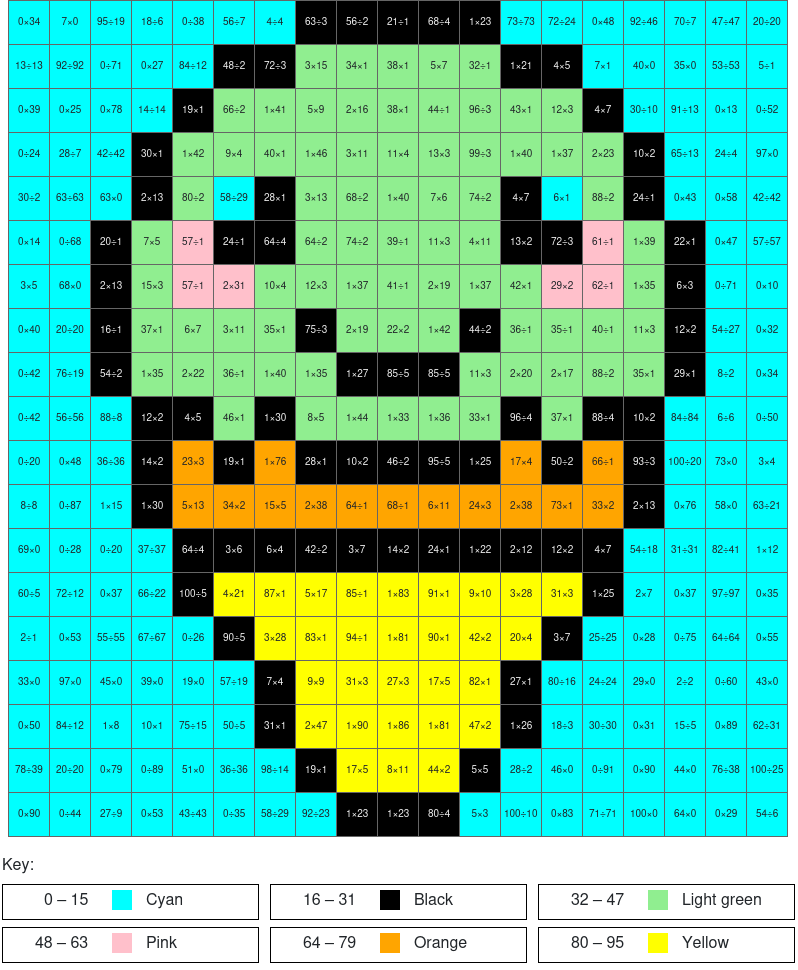 0×34 7×0 95÷19 18÷6 0÷38 56÷7 4÷4 63÷3 56÷2 21÷1 68÷4 1×23 73÷73 72÷24 0×48 92÷46 70÷7 47÷47 20÷20
13÷13 92÷92 0÷71 0×27 84÷12 48÷2 72÷3 3×15 34×1 38×1 5×7 32÷1 1×21 4×5 7×1 40×0 35×0 53÷53 5÷1
0×39 0×25 0×78 14÷14 19×1 66÷2 1×41 5×9 2×16 38×1 44÷1 96÷3 43×1 12×3 4×7 30÷10 91÷13 0×13 0÷52
0÷24 28÷7 42÷42 30×1 1×42 9×4 40×1 1×46 3×11 11×4 13×3 99÷3 1×40 1×37 2×23 10×2 65÷13 24÷4 97×0
30÷2 63÷63 63×0 2×13 80÷2 58÷29 28×1 3×13 68÷2 1×40 7×6 74÷2 4×7 6×1 88÷2 24÷1 0×43 0×58 42÷42
0×14 0÷68 20÷1 7×5 57÷1 24÷1 64÷4 64÷2 74÷2 39÷1 11×3 4×11 13×2 72÷3 61÷1 1×39 22×1 0×47 57÷57
3×5 68×0 2×13 15×3 57÷1 2×31 10×4 12×3 1×37 41÷1 2×19 1×37 42×1 29×2 62÷1 1×35 6×3 0÷71 0×10
0×40 20÷20 16÷1 37×1 6×7 3×11 35×1 75÷3 2×19 22×2 1×42 44÷2 36÷1 35÷1 40÷1 11×3 12×2 54÷27 0×32
0÷42 76÷19 54÷2 1×35 2×22 36÷1 1×40 1×35 1×27 85÷5 85÷5 11×3 2×20 2×17 88÷2 35×1 29×1 8÷2 0×34
0÷42 56÷56 88÷8 12×2 4×5 46×1 1×30 8×5 1×44 1×33 1×36 33×1 96÷4 37×1 88÷4 10×2 84÷84 6÷6 0÷50
0÷20 0×48 36÷36 14×2 23×3 19×1 1×76 28×1 10×2 46÷2 95÷5 1×25 17×4 50÷2 66÷1 93÷3 100÷20 73×0 3×4
8÷8 0÷87 1×15 1×30 5×13 34×2 15×5 2×38 64÷1 68÷1 6×11 24×3 2×38 73×1 33×2 2×13 0×76 58×0 63÷21
69×0 0÷28 0÷20 37÷37 64÷4 3×6 6×4 42÷2 3×7 14×2 24×1 1×22 2×12 12×2 4×7 54÷18 31÷31 82÷41 1×12
60÷5 72÷12 0×37 66÷22 100÷5 4×21 87×1 5×17 85÷1 1×83 91×1 9×10 3×28 31×3 1×25 2×7 0×37 97÷97 0×35
2÷1 0×53 55÷55 67÷67 0÷26 90÷5 3×28 83×1 94÷1 1×81 90×1 42×2 20×4 3×7 25÷25 0×28 0÷75 64÷64 0×55
33×0 97×0 45×0 39×0 19×0 57÷19 7×4 9×9 31×3 27×3 17×5 82×1 27×1 80÷16 24÷24 29×0 2÷2 0÷60 43×0
0×50 84÷12 1×8 10×1 75÷15 50÷5 31×1 2×47 1×90 1×86 1×81 47×2 1×26 18÷3 30÷30 0×31 15÷5 0×89 62÷31
78÷39 20÷20 0×79 0÷89 51×0 36÷36 98÷14 19×1 17×5 8×11 44×2 5×5 28÷2 46×0 0÷91 0×90 44×0 76÷38 100÷25
0×90 0÷44 27÷9 0×53 43÷43 0÷35 58÷29 92÷23 1×23 1×23 80÷4 5×3 100÷10 0×83 71÷71 100×0 64×0 0×29 54÷6
Key:
0 – 15 Cyan 16 – 31 Black 32 – 47 Light green
48 – 63 Pink 64 – 79 Orange 80 – 95 Yellow